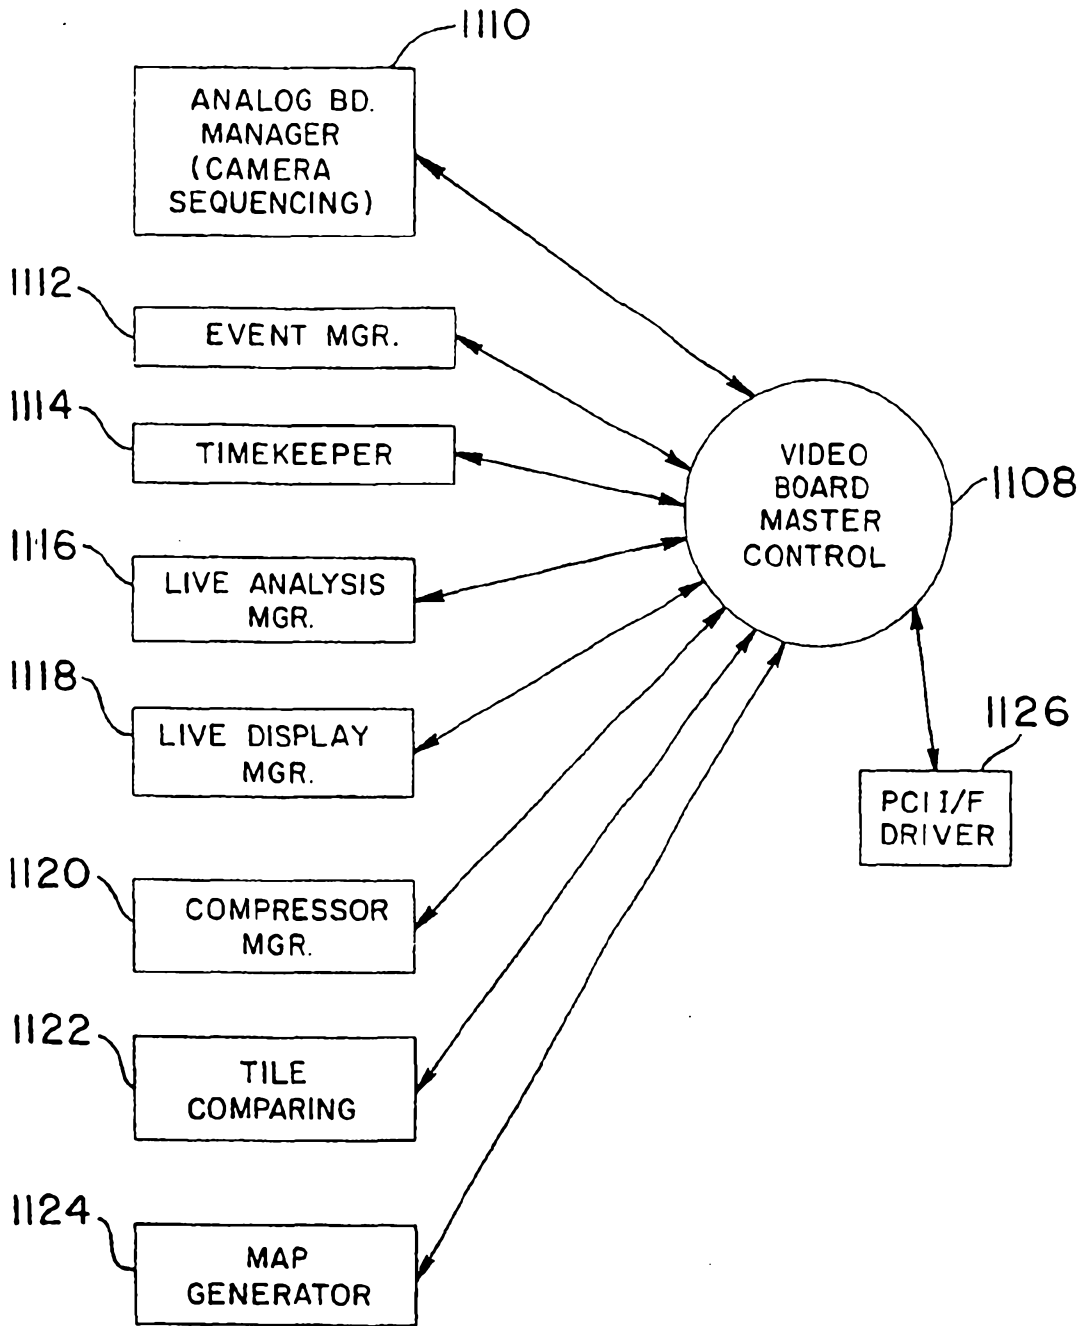 1110
ANALOG BD.
MANAGER
(CAMERA
SEQUENCING)
1112
EVENT MGR.
1114
TIMEKEEPER
1116
LIVE ANALYSIS
MGR.
1118
LIVE DISPLAY
MGR.
1120
COMPRESSOR
MGR.
1122
TILE
COMPARING
1124
MAP
GENERATOR
VIDEO
BOARD
MASTER
CONTROL
1108
1126
PCI I/F
DRIVER